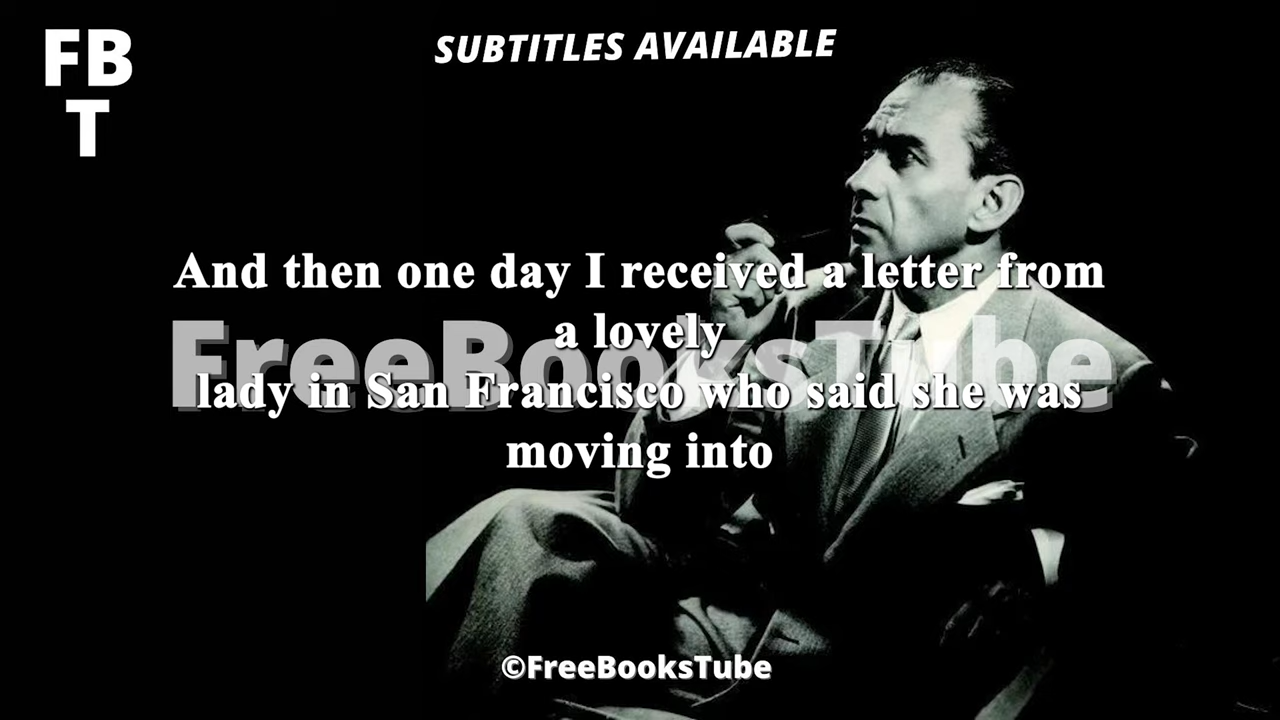 FB
T
SUBTITLES AVAILABLE
And then one day I received a letter from
a lovely
FreeBooksTube
lady in San Francisco who said she was
moving into
©FreeBooksTube